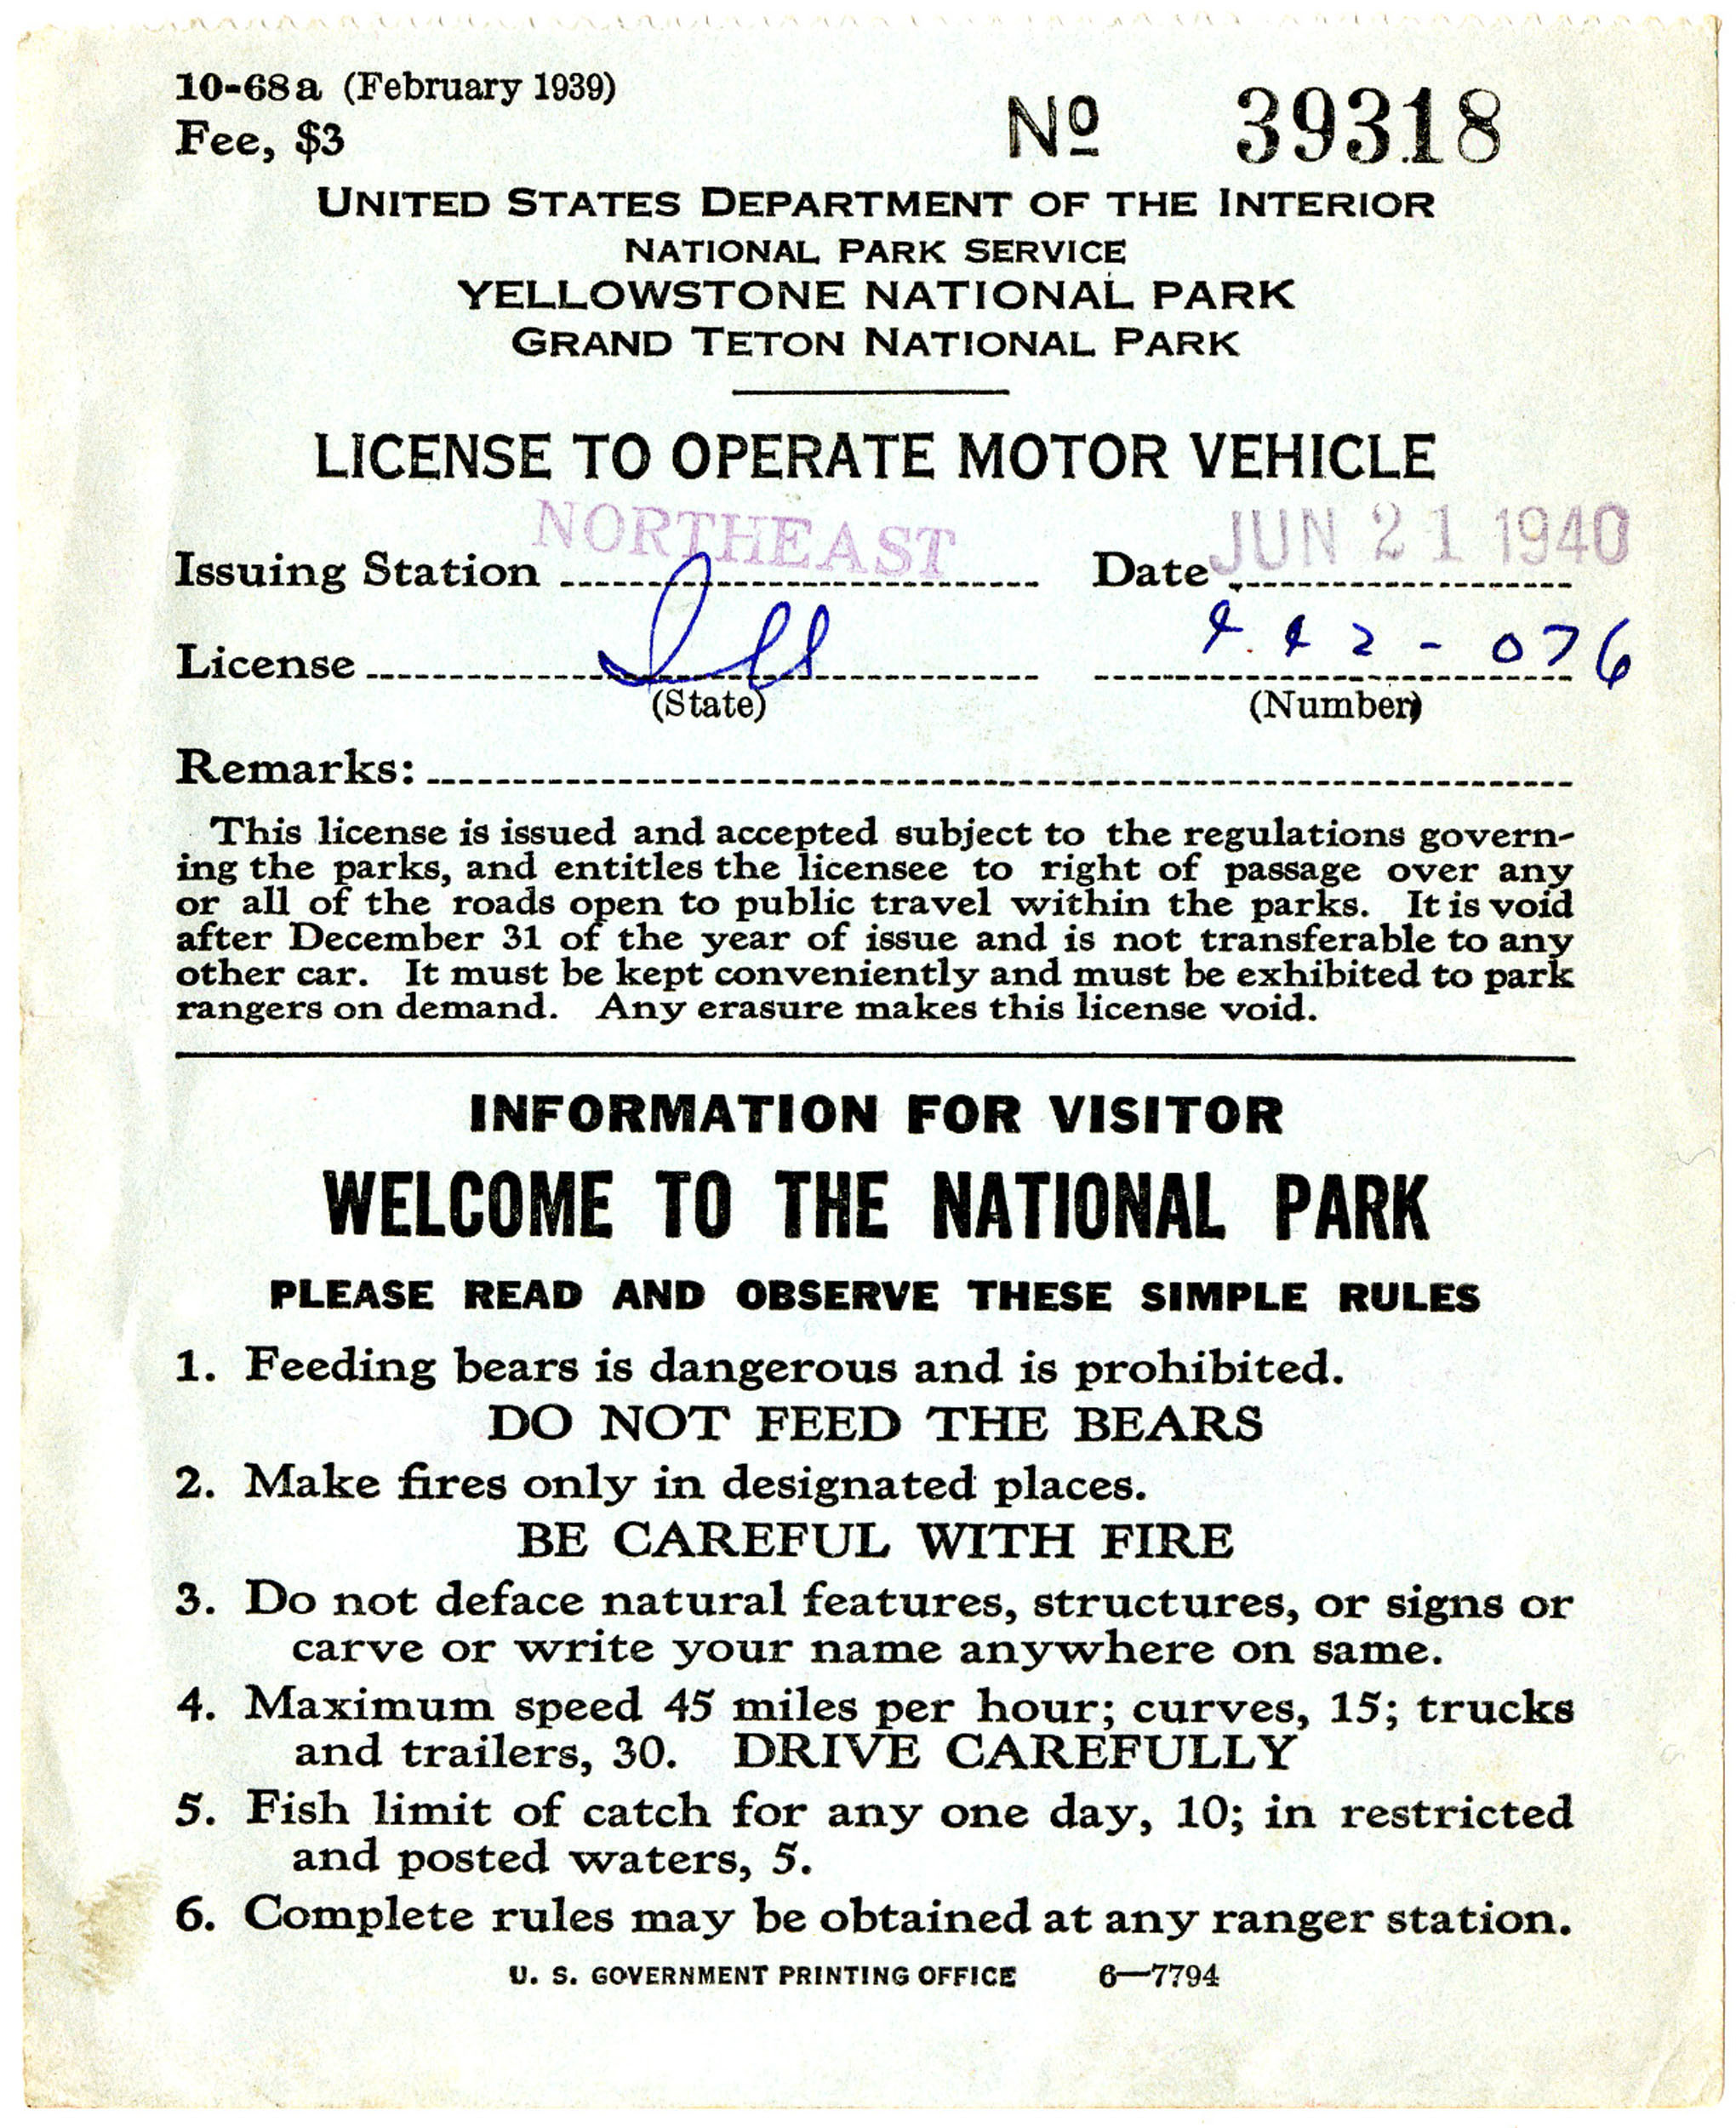 10-68a (February 1939)
Fee, $3
Nº 39318
UNITED STATES DEPARTMENT OF THE INTERIOR
NATIONAL PARK SERVICE
YELLOWSTONE NATIONAL PARK
GRAND TETON NATIONAL PARK
LICENSE TO OPERATE MOTOR VEHICLE
Issuing Station NORTHEAST Date JUN 21 1940
License Ill 442-076
(State) (Number)
Remarks:
This license is issued and accepted subject to the regulations govern-
ing the parks, and entitles the licensee to right of passage over any
or all of the roads open to public travel within the parks. It is void
after December 31 of the year of issue and is not transferable to any
other car. It must be kept conveniently and must be exhibited to park
rangers on demand. Any erasure makes this license void.
INFORMATION FOR VISITOR
WELCOME TO THE NATIONAL PARK
PLEASE READ AND OBSERVE THESE SIMPLE RULES
1. Feeding bears is dangerous and is prohibited.
DO NOT FEED THE BEARS
2. Make fires only in designated places.
BE CAREFUL WITH FIRE
3. Do not deface natural features, structures, or signs or
carve or write your name anywhere on same.
4. Maximum speed 45 miles per hour; curves, 15; trucks
and trailers, 30. DRIVE CAREFULLY
5. Fish limit of catch for any one day, 10; in restricted
and posted waters, 5.
6. Complete rules may be obtained at any ranger station.
U. S. GOVERNMENT PRINTING OFFICE 6—7794